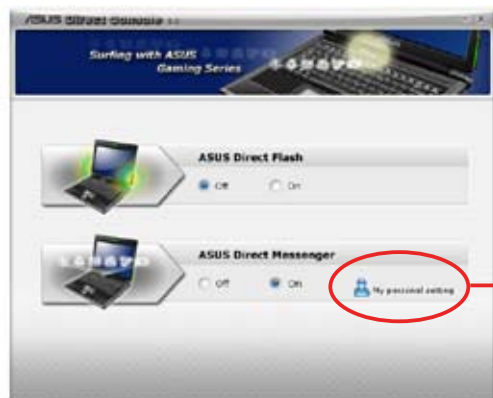 ASUS Direct Console
Surfing with ASUS
Gaming Series
ASUS Direct Flash
Off On
ASUS Direct Messenger
Off On My personal setting